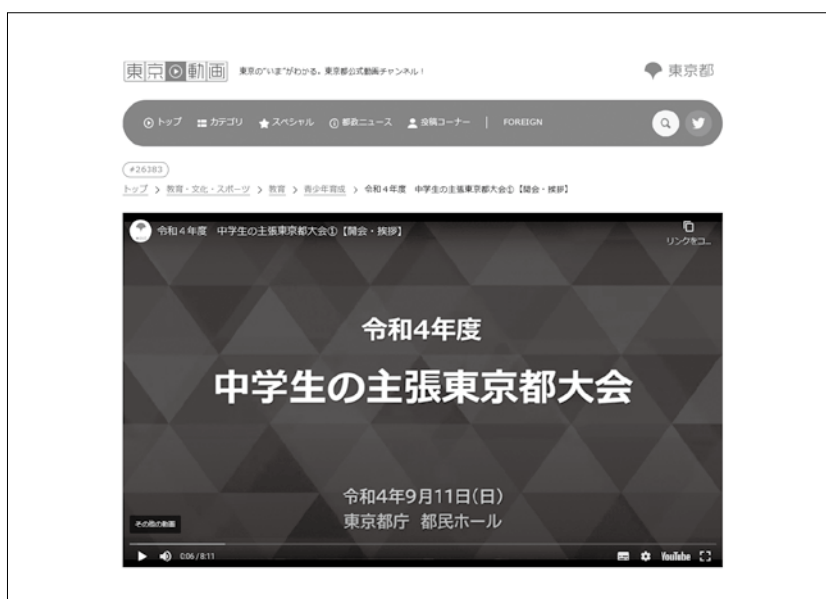 東京動画 東京の"いま"がわかる。東京都公式動画チャンネル！ 東京都
トップ カテゴリ スペシャル 都政ニュース 投稿コーナー | FOREIGN
#26383
トップ > 教育・文化・スポーツ > 教育 > 青少年育成 > 令和4年度 中学生の主張東京都大会①【開会・挨拶】
令和4年度 中学生の主張東京都大会①【開会・挨拶】
リンクをコ...
令和4年度
中学生の主張東京都大会
令和4年9月11日(日)
東京都庁 都民ホール
その他の動画
0:06 / 8:11 YouTube